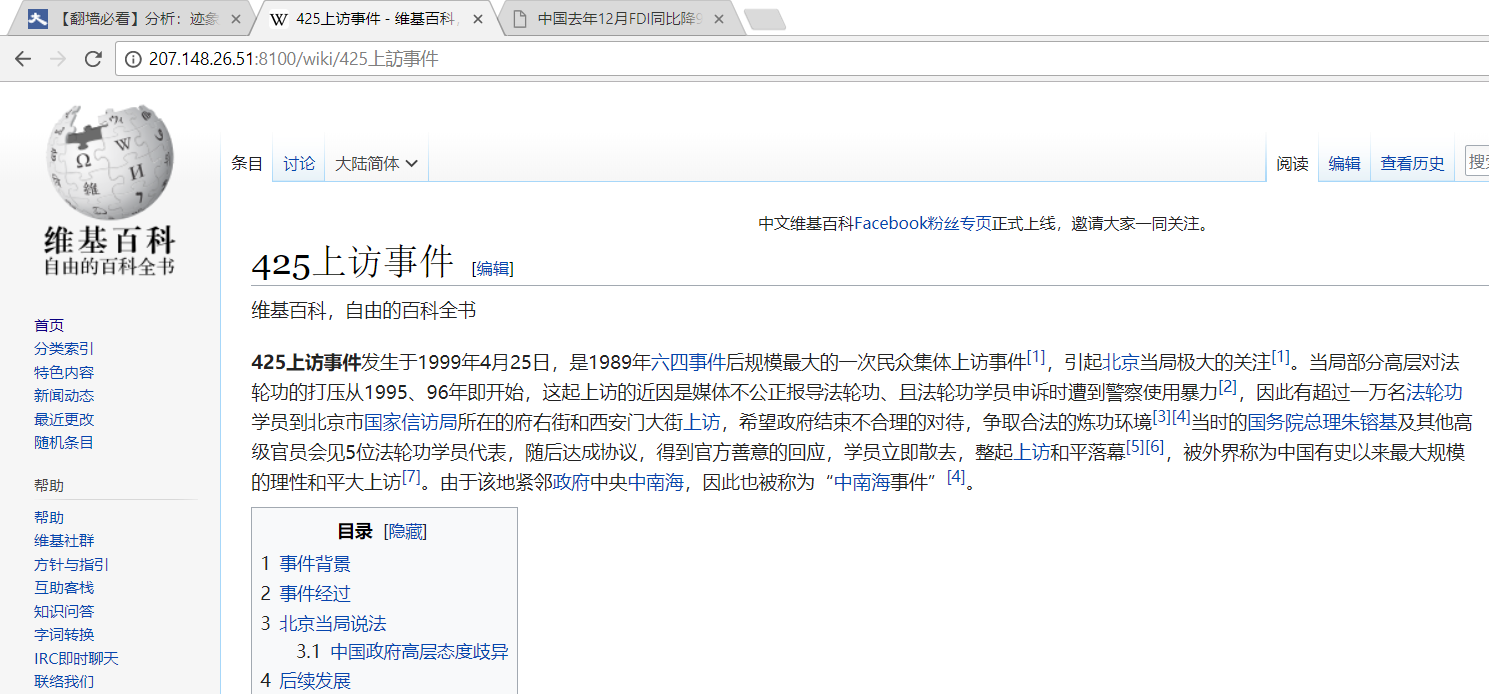 【翻墙必看】分析：迹象
425上访事件 - 维基百科，
中国去年12月FDI同比降9
207.148.26.51:8100/wiki/425上訪事件
维基百科
自由的百科全书
条目 讨论 大陆简体 阅读 编辑 查看历史 搜索
中文维基百科Facebook粉丝专页正式上线，邀请大家一同关注。
425上访事件 [编辑]
维基百科，自由的百科全书
425上访事件发生于1999年4月25日，是1989年六四事件后规模最大的一次民众集体上访事件[1]，引起北京当局极大的关注[1]。当局部分高层对法
轮功的打压从1995、96年即开始，这起上访的近因是媒体不公正报导法轮功、且法轮功学员申诉时遭到警察使用暴力[2]，因此有超过一万名法轮功
学员到北京市国家信访局所在的府右街和西安门大街上访，希望政府结束不合理的对待，争取合法的炼功环境[3][4]当时的国务院总理朱镕基及其他高
级官员会见5位法轮功学员代表，随后达成协议，得到官方善意的回应，学员立即散去，整起上访和平落幕[5][6]，被外界称为中国有史以来最大规模
的理性和平大上访[7]。由于该地紧邻政府中央中南海，因此也被称为“中南海事件”[4]。
首页
分类索引
特色内容
新闻动态
最近更改
随机条目
帮助
帮助
维基社群
方针与指引
互助客栈
知识问答
字词转换
IRC即时聊天
联络我们
目录 [隐藏]
1 事件背景
2 事件经过
3 北京当局说法
3.1 中国政府高层态度歧异
4 后续发展